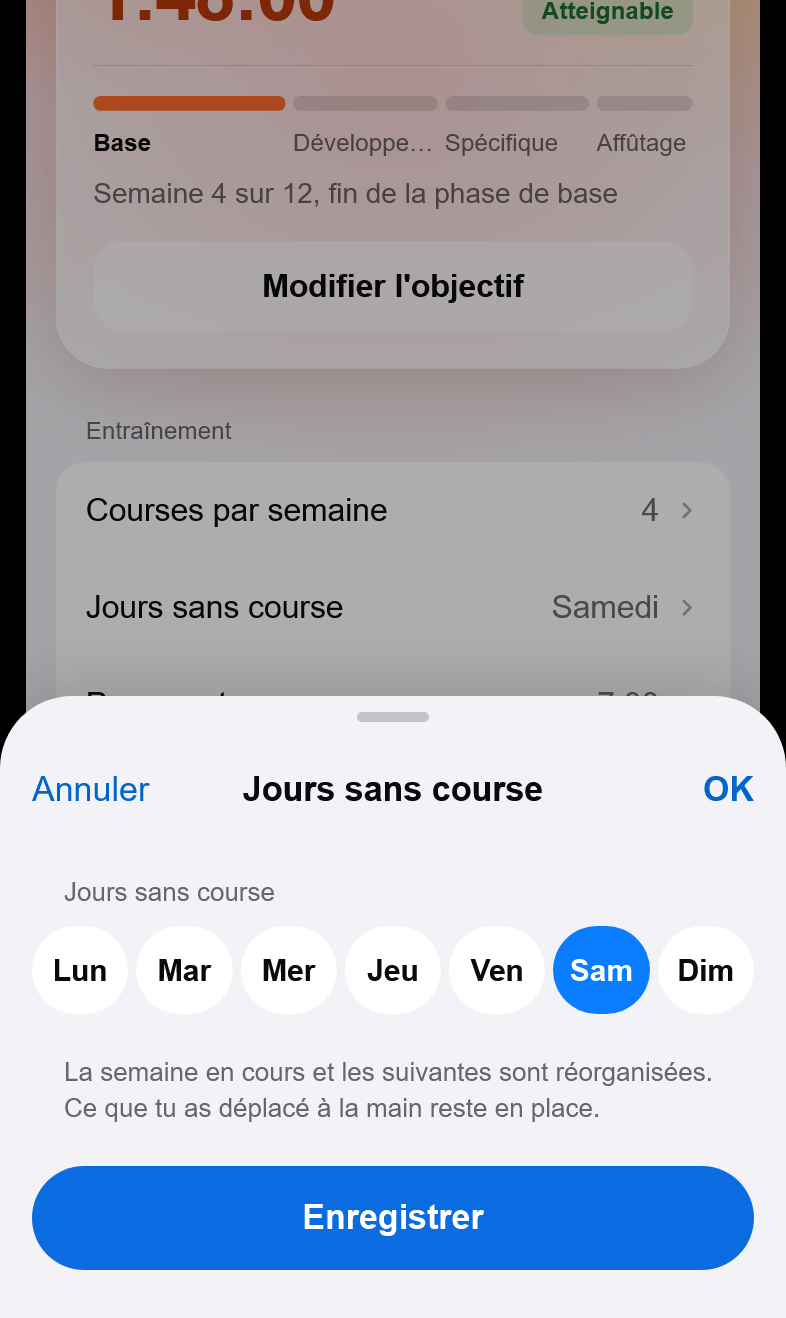 1:48:00
Atteignable
Base
Développe…
Spécifique
Affûtage
Semaine 4 sur 12, fin de la phase de base
Modifier l'objectif
Entraînement
Courses par semaine
4
Jours sans course
Samedi
Annuler
Jours sans course
OK
Jours sans course
Lun
Mar
Mer
Jeu
Ven
Sam
Dim
La semaine en cours et les suivantes sont réorganisées.
Ce que tu as déplacé à la main reste en place.
Enregistrer